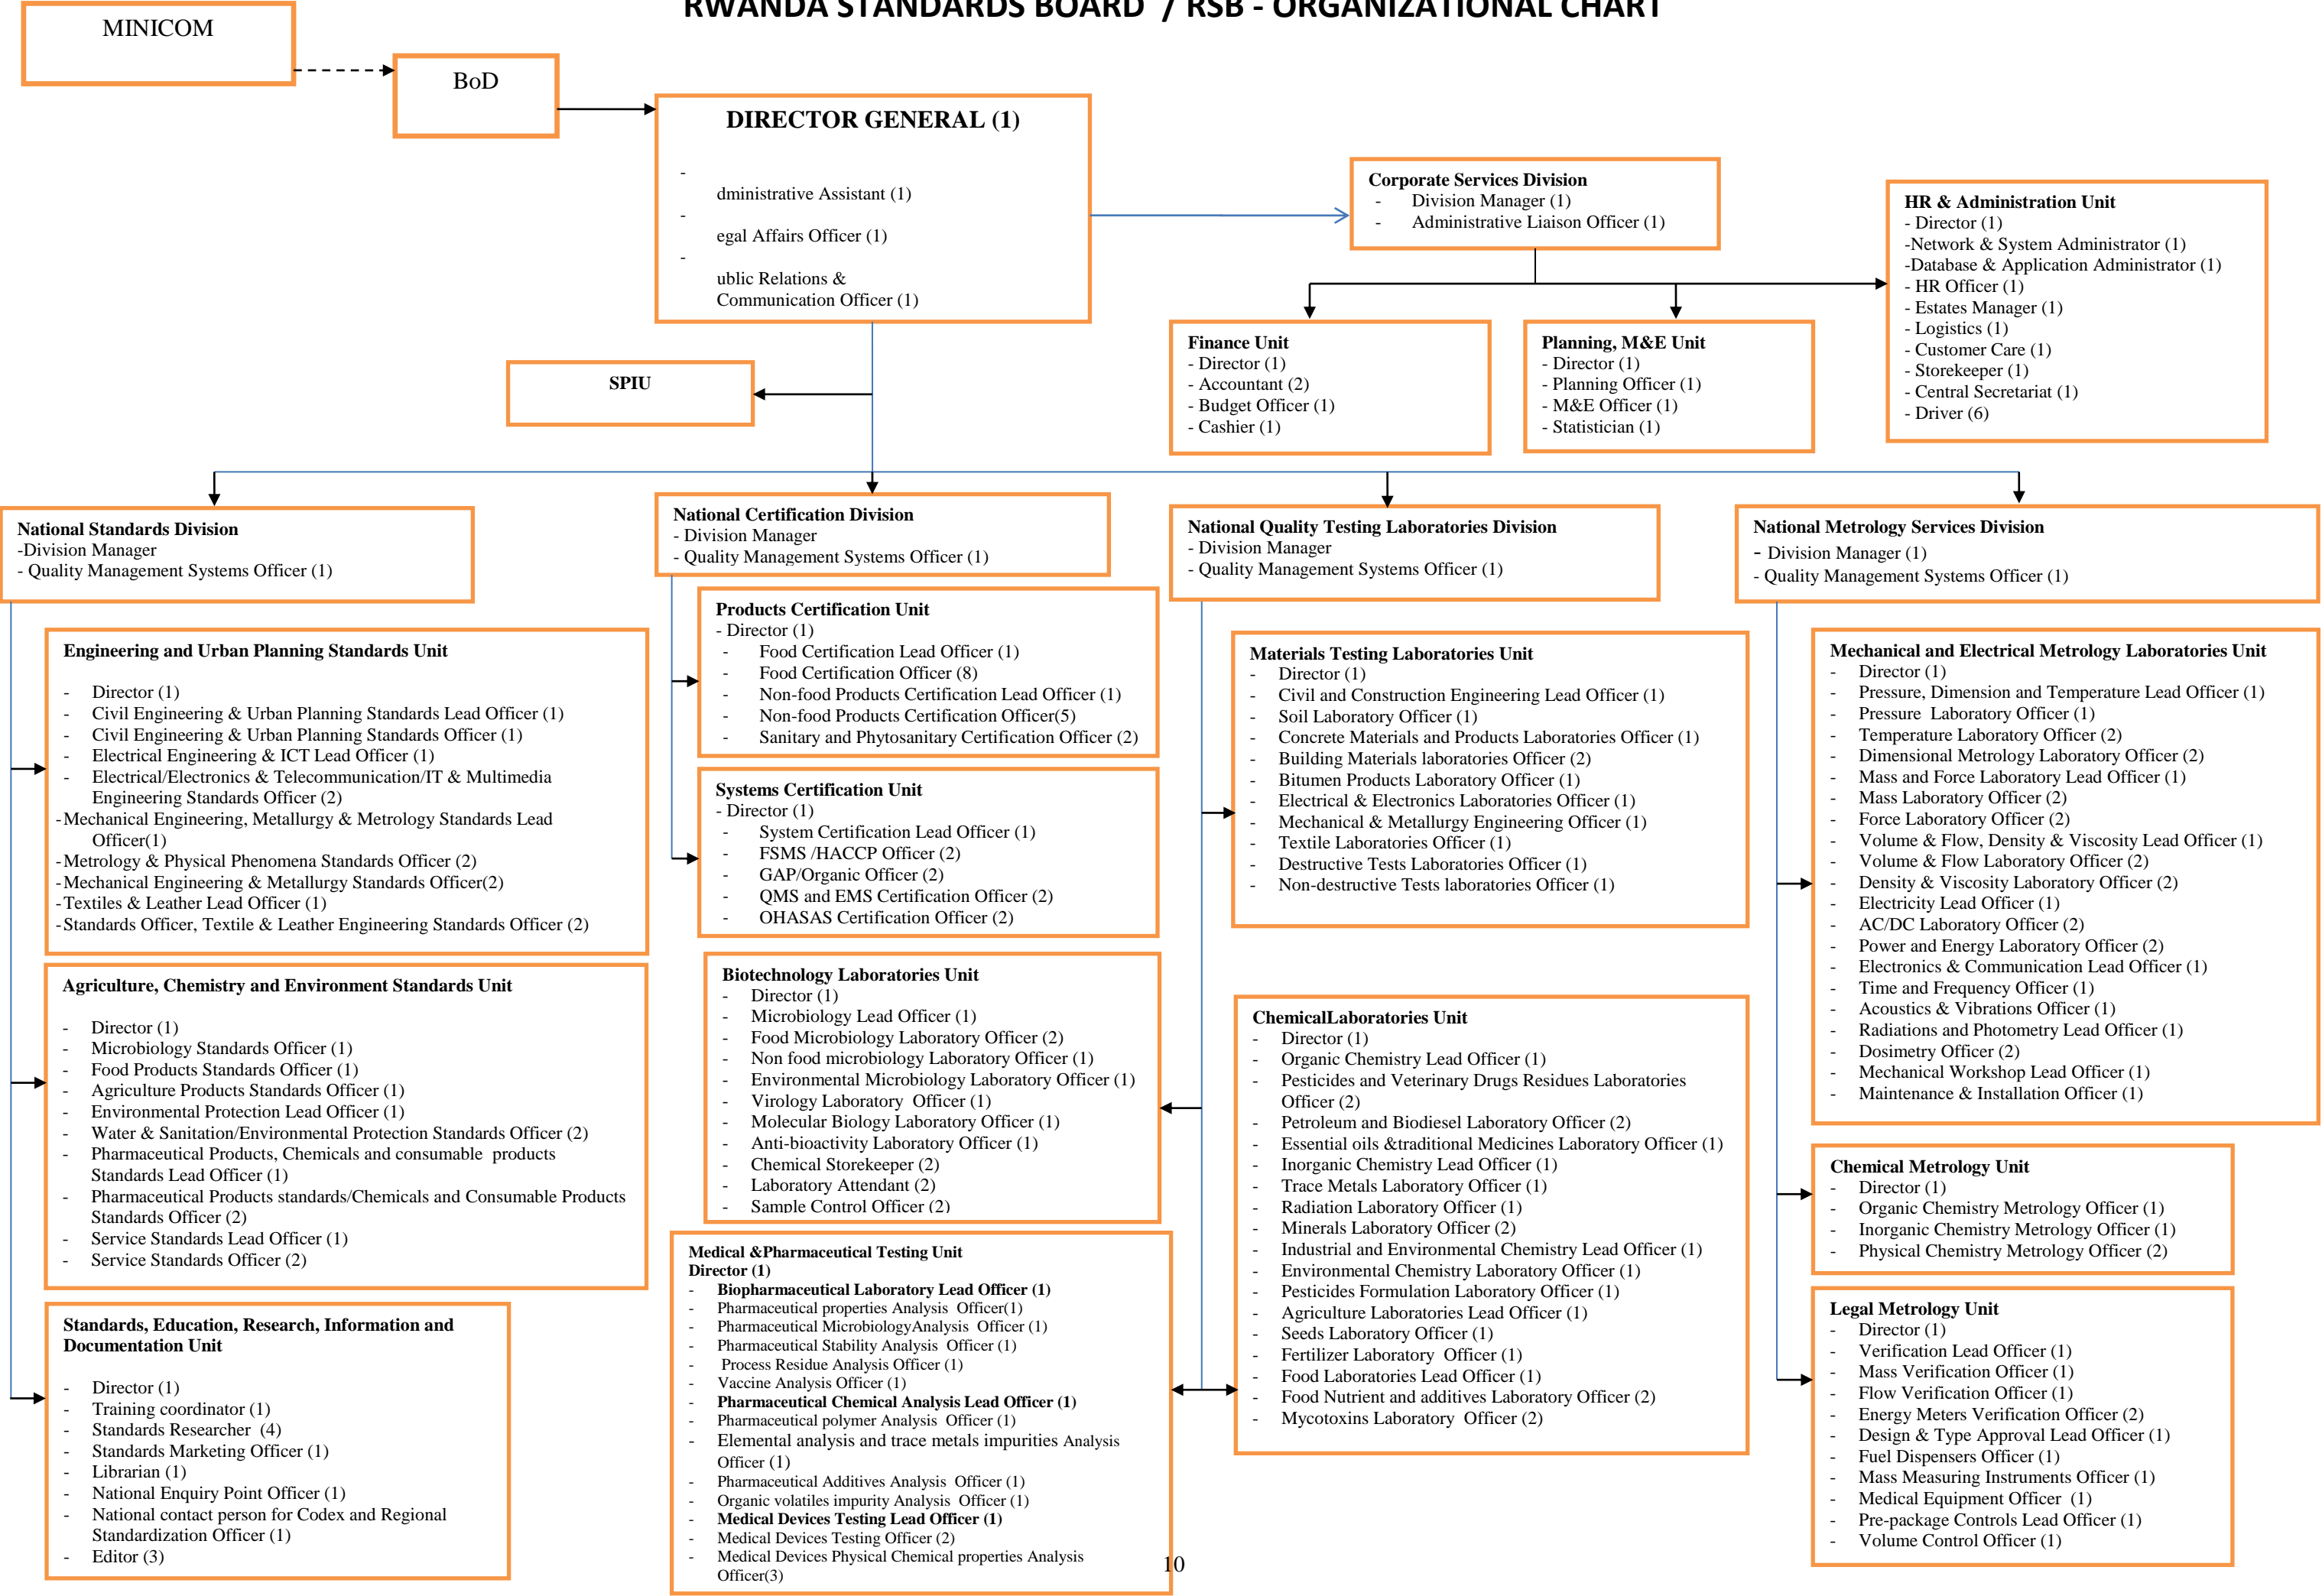 RWANDA STANDARDS BOARD / RSB - ORGANIZATIONAL CHART
MINICOM
BoD
DIRECTOR GENERAL (1)
-
dministrative Assistant (1)
-
egal Affairs Officer (1)
-
ublic Relations &
Communication Officer (1)
Corporate Services Division
- Division Manager (1)
- Administrative Liaison Officer (1)
HR & Administration Unit
- Director (1)
-Network & System Administrator (1)
-Database & Application Administrator (1)
- HR Officer (1)
- Estates Manager (1)
- Logistics (1)
- Customer Care (1)
- Storekeeper (1)
- Central Secretariat (1)
- Driver (6)
Finance Unit
- Director (1)
- Accountant (2)
- Budget Officer (1)
- Cashier (1)
Planning, M&E Unit
- Director (1)
- Planning Officer (1)
- M&E Officer (1)
- Statistician (1)
SPIU
National Standards Division
-Division Manager
- Quality Management Systems Officer (1)
Engineering and Urban Planning Standards Unit
- Director (1)
- Civil Engineering & Urban Planning Standards Lead Officer (1)
- Civil Engineering & Urban Planning Standards Officer (1)
- Electrical Engineering & ICT Lead Officer (1)
- Electrical/Electronics & Telecommunication/IT & Multimedia
Engineering Standards Officer (2)
-Mechanical Engineering, Metallurgy & Metrology Standards Lead
Officer(1)
-Metrology & Physical Phenomena Standards Officer (2)
-Mechanical Engineering & Metallurgy Standards Officer(2)
-Textiles & Leather Lead Officer (1)
-Standards Officer, Textile & Leather Engineering Standards Officer (2)
Agriculture, Chemistry and Environment Standards Unit
- Director (1)
- Microbiology Standards Officer (1)
- Food Products Standards Officer (1)
- Agriculture Products Standards Officer (1)
- Environmental Protection Lead Officer (1)
- Water & Sanitation/Environmental Protection Standards Officer (2)
- Pharmaceutical Products, Chemicals and consumable products
Standards Lead Officer (1)
- Pharmaceutical Products standards/Chemicals and Consumable Products
Standards Officer (2)
- Service Standards Lead Officer (1)
- Service Standards Officer (2)
Standards, Education, Research, Information and
Documentation Unit
- Director (1)
- Training coordinator (1)
- Standards Researcher (4)
- Standards Marketing Officer (1)
- Librarian (1)
- National Enquiry Point Officer (1)
- National contact person for Codex and Regional
Standardization Officer (1)
- Editor (3)
National Certification Division
- Division Manager
- Quality Management Systems Officer (1)
Products Certification Unit
- Director (1)
- Food Certification Lead Officer (1)
- Food Certification Officer (8)
- Non-food Products Certification Lead Officer (1)
- Non-food Products Certification Officer(5)
- Sanitary and Phytosanitary Certification Officer (2)
Systems Certification Unit
- Director (1)
- System Certification Lead Officer (1)
- FSMS /HACCP Officer (2)
- GAP/Organic Officer (2)
- QMS and EMS Certification Officer (2)
- OHASAS Certification Officer (2)
Biotechnology Laboratories Unit
- Director (1)
- Microbiology Lead Officer (1)
- Food Microbiology Laboratory Officer (2)
- Non food microbiology Laboratory Officer (1)
- Environmental Microbiology Laboratory Officer (1)
- Virology Laboratory Officer (1)
- Molecular Biology Laboratory Officer (1)
- Anti-bioactivity Laboratory Officer (1)
- Chemical Storekeeper (2)
- Laboratory Attendant (2)
- Sample Control Officer (2)
Medical &Pharmaceutical Testing Unit
Director (1)
- Biopharmaceutical Laboratory Lead Officer (1)
- Pharmaceutical properties Analysis Officer(1)
- Pharmaceutical MicrobiologyAnalysis Officer (1)
- Pharmaceutical Stability Analysis Officer (1)
- Process Residue Analysis Officer (1)
- Vaccine Analysis Officer (1)
- Pharmaceutical Chemical Analysis Lead Officer (1)
- Pharmaceutical polymer Analysis Officer (1)
- Elemental analysis and trace metals impurities Analysis
Officer (1)
- Pharmaceutical Additives Analysis Officer (1)
- Organic volatiles impurity Analysis Officer (1)
- Medical Devices Testing Lead Officer (1)
- Medical Devices Testing Officer (2)
- Medical Devices Physical Chemical properties Analysis
Officer(3)
National Quality Testing Laboratories Division
- Division Manager
- Quality Management Systems Officer (1)
Materials Testing Laboratories Unit
- Director (1)
- Civil and Construction Engineering Lead Officer (1)
- Soil Laboratory Officer (1)
- Concrete Materials and Products Laboratories Officer (1)
- Building Materials laboratories Officer (2)
- Bitumen Products Laboratory Officer (1)
- Electrical & Electronics Laboratories Officer (1)
- Mechanical & Metallurgy Engineering Officer (1)
- Textile Laboratories Officer (1)
- Destructive Tests Laboratories Officer (1)
- Non-destructive Tests laboratories Officer (1)
ChemicalLaboratories Unit
- Director (1)
- Organic Chemistry Lead Officer (1)
- Pesticides and Veterinary Drugs Residues Laboratories
Officer (2)
- Petroleum and Biodiesel Laboratory Officer (2)
- Essential oils &traditional Medicines Laboratory Officer (1)
- Inorganic Chemistry Lead Officer (1)
- Trace Metals Laboratory Officer (1)
- Radiation Laboratory Officer (1)
- Minerals Laboratory Officer (2)
- Industrial and Environmental Chemistry Lead Officer (1)
- Environmental Chemistry Laboratory Officer (1)
- Pesticides Formulation Laboratory Officer (1)
- Agriculture Laboratories Lead Officer (1)
- Seeds Laboratory Officer (1)
- Fertilizer Laboratory Officer (1)
- Food Laboratories Lead Officer (1)
- Food Nutrient and additives Laboratory Officer (2)
- Mycotoxins Laboratory Officer (2)
National Metrology Services Division
- Division Manager (1)
- Quality Management Systems Officer (1)
Mechanical and Electrical Metrology Laboratories Unit
- Director (1)
- Pressure, Dimension and Temperature Lead Officer (1)
- Pressure Laboratory Officer (1)
- Temperature Laboratory Officer (2)
- Dimensional Metrology Laboratory Officer (2)
- Mass and Force Laboratory Lead Officer (1)
- Mass Laboratory Officer (2)
- Force Laboratory Officer (2)
- Volume & Flow, Density & Viscosity Lead Officer (1)
- Volume & Flow Laboratory Officer (2)
- Density & Viscosity Laboratory Officer (2)
- Electricity Lead Officer (1)
- AC/DC Laboratory Officer (2)
- Power and Energy Laboratory Officer (2)
- Electronics & Communication Lead Officer (1)
- Time and Frequency Officer (1)
- Acoustics & Vibrations Officer (1)
- Radiations and Photometry Lead Officer (1)
- Dosimetry Officer (2)
- Mechanical Workshop Lead Officer (1)
- Maintenance & Installation Officer (1)
Chemical Metrology Unit
- Director (1)
- Organic Chemistry Metrology Officer (1)
- Inorganic Chemistry Metrology Officer (1)
- Physical Chemistry Metrology Officer (2)
Legal Metrology Unit
- Director (1)
- Verification Lead Officer (1)
- Mass Verification Officer (1)
- Flow Verification Officer (1)
- Energy Meters Verification Officer (2)
- Design & Type Approval Lead Officer (1)
- Fuel Dispensers Officer (1)
- Mass Measuring Instruments Officer (1)
- Medical Equipment Officer (1)
- Pre-package Controls Lead Officer (1)
- Volume Control Officer (1)
10